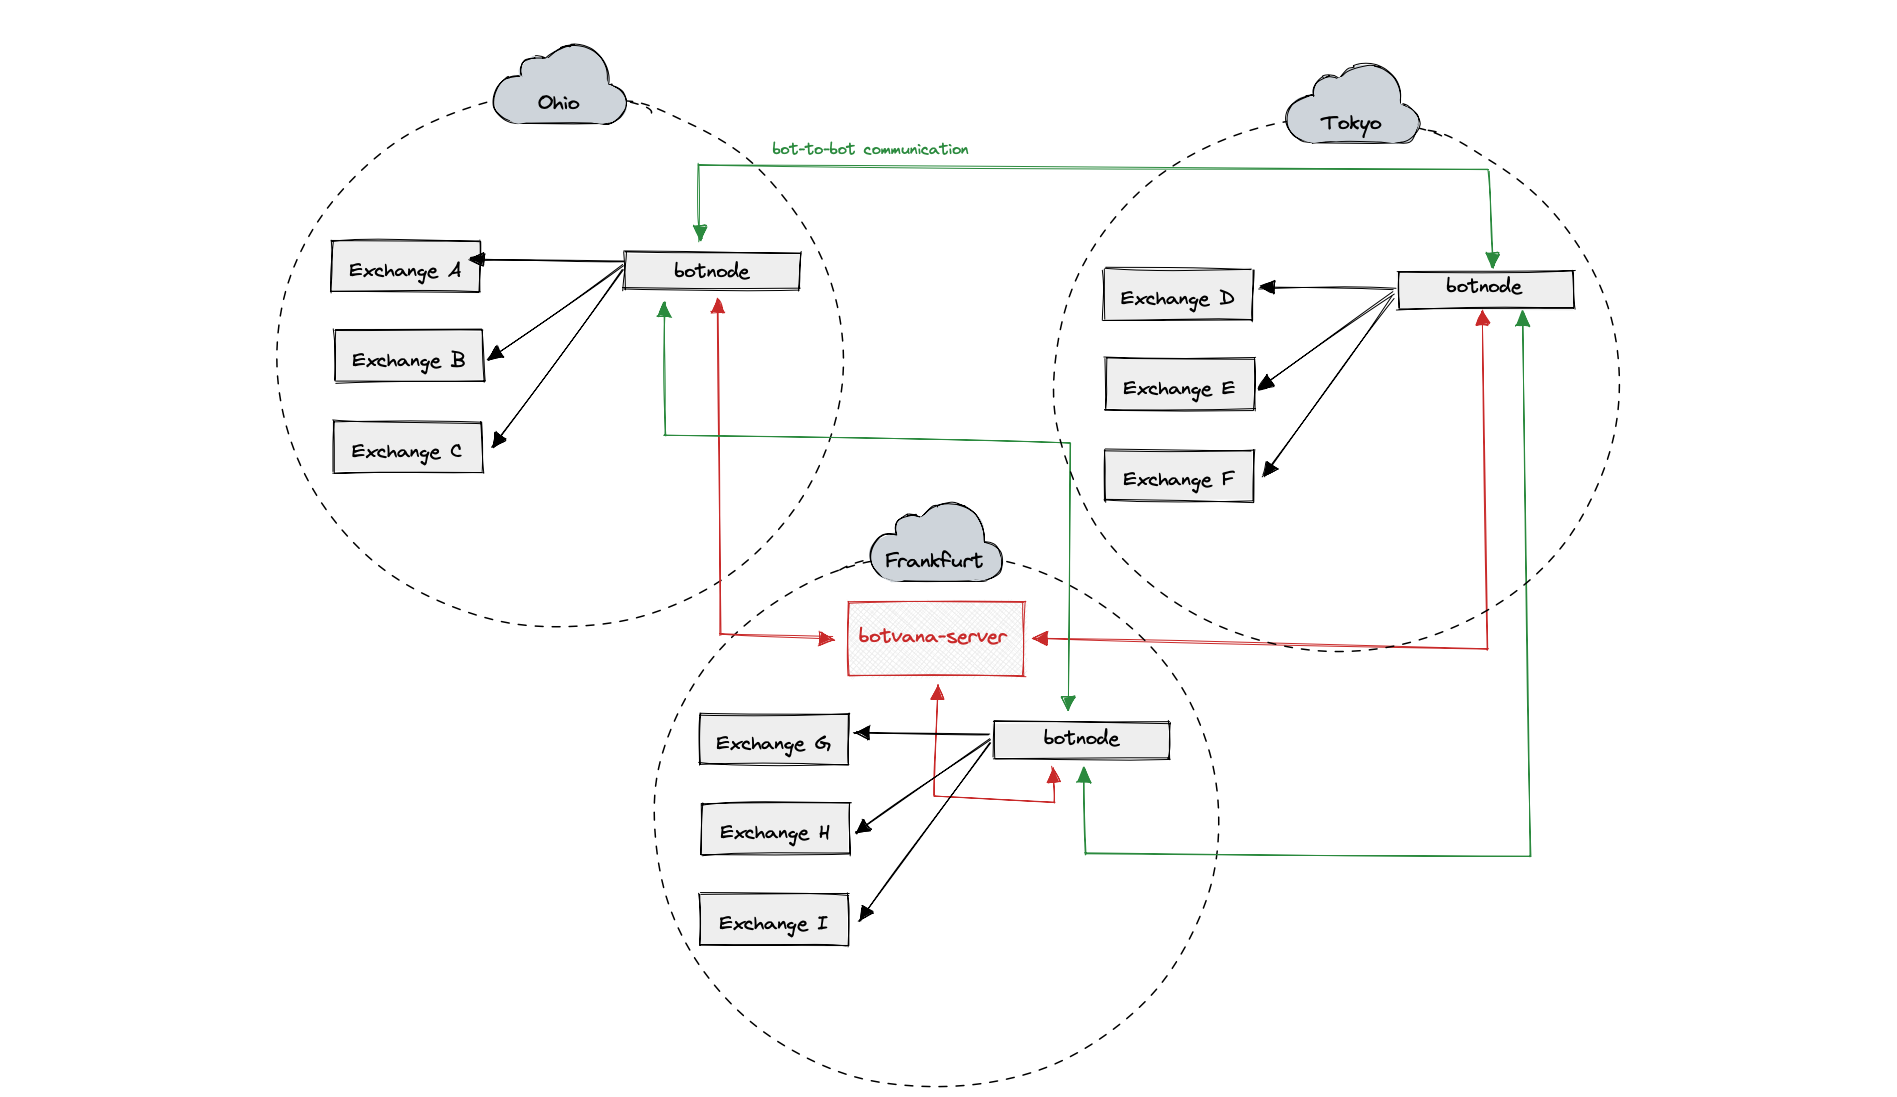 Ohio
Tokyo
bot-to-bot communication
Exchange A
botnode
Exchange B
Exchange C
Exchange D
botnode
Exchange E
Exchange F
Frankfurt
botvana-server
Exchange G
botnode
Exchange H
Exchange I